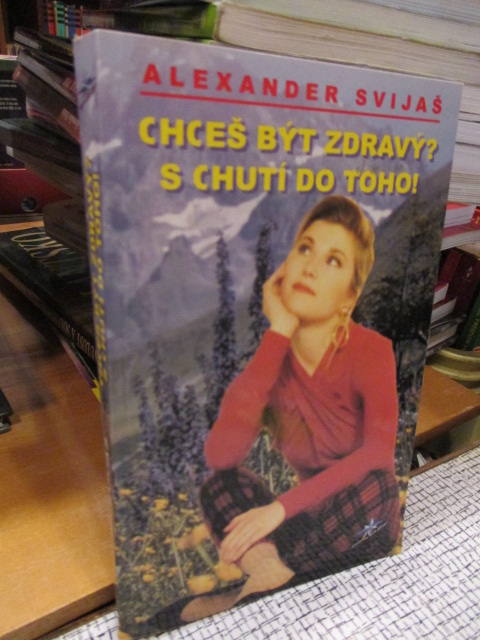 ALEXANDER SVIJAŠ
CHCEŠ BÝT ZDRAVÝ?
S CHUTÍ DO TOHO!